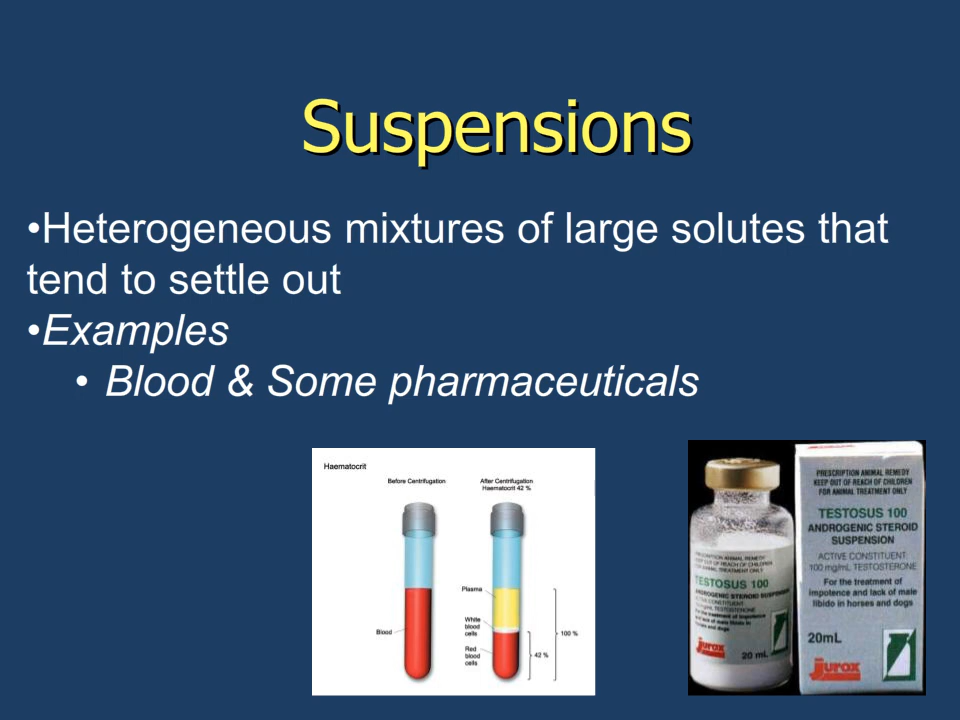 Suspensions
•Heterogeneous mixtures of large solutes that
tend to settle out
•Examples
• Blood & Some pharmaceuticals
Haematocrit
Before Centrifugation
After Centrifugation
Haematocrit 42 %
Blood
Plasma
White
blood
cells
Red
blood
cells
100 %
42 %
PRESCRIPTION ANIMAL REMEDY
KEEP OUT OF REACH OF CHILDREN
FOR ANIMAL TREATMENT ONLY
TESTOSUS 100
ANDROGENIC STEROID
SUSPENSION
ACTIVE CONSTITUENT:
100 mg/mL TESTOSTERONE
For the treatment of
impotence and lack of male
libido in horses and dogs
20mL
jurox
TESTOSUS 100
jurox
20 mL